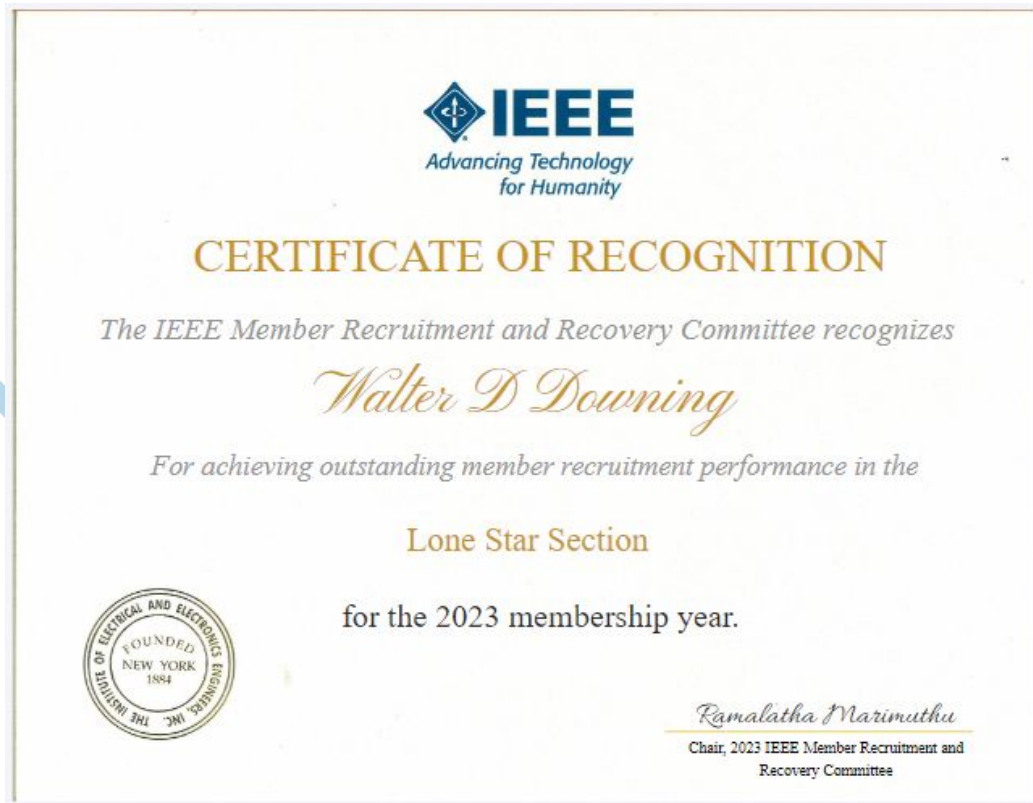 IEEE
Advancing Technology
for Humanity
CERTIFICATE OF RECOGNITION
The IEEE Member Recruitment and Recovery Committee recognizes
Walter D Downing
For achieving outstanding member recruitment performance in the
Lone Star Section
for the 2023 membership year.
THE INSTITUTE OF ELECTRICAL AND ELECTRONICS ENGINEERS, INC.
FOUNDED
NEW YORK
1884
Ramalatha Marimuthu
Chair, 2023 IEEE Member Recruitment and
Recovery Committee